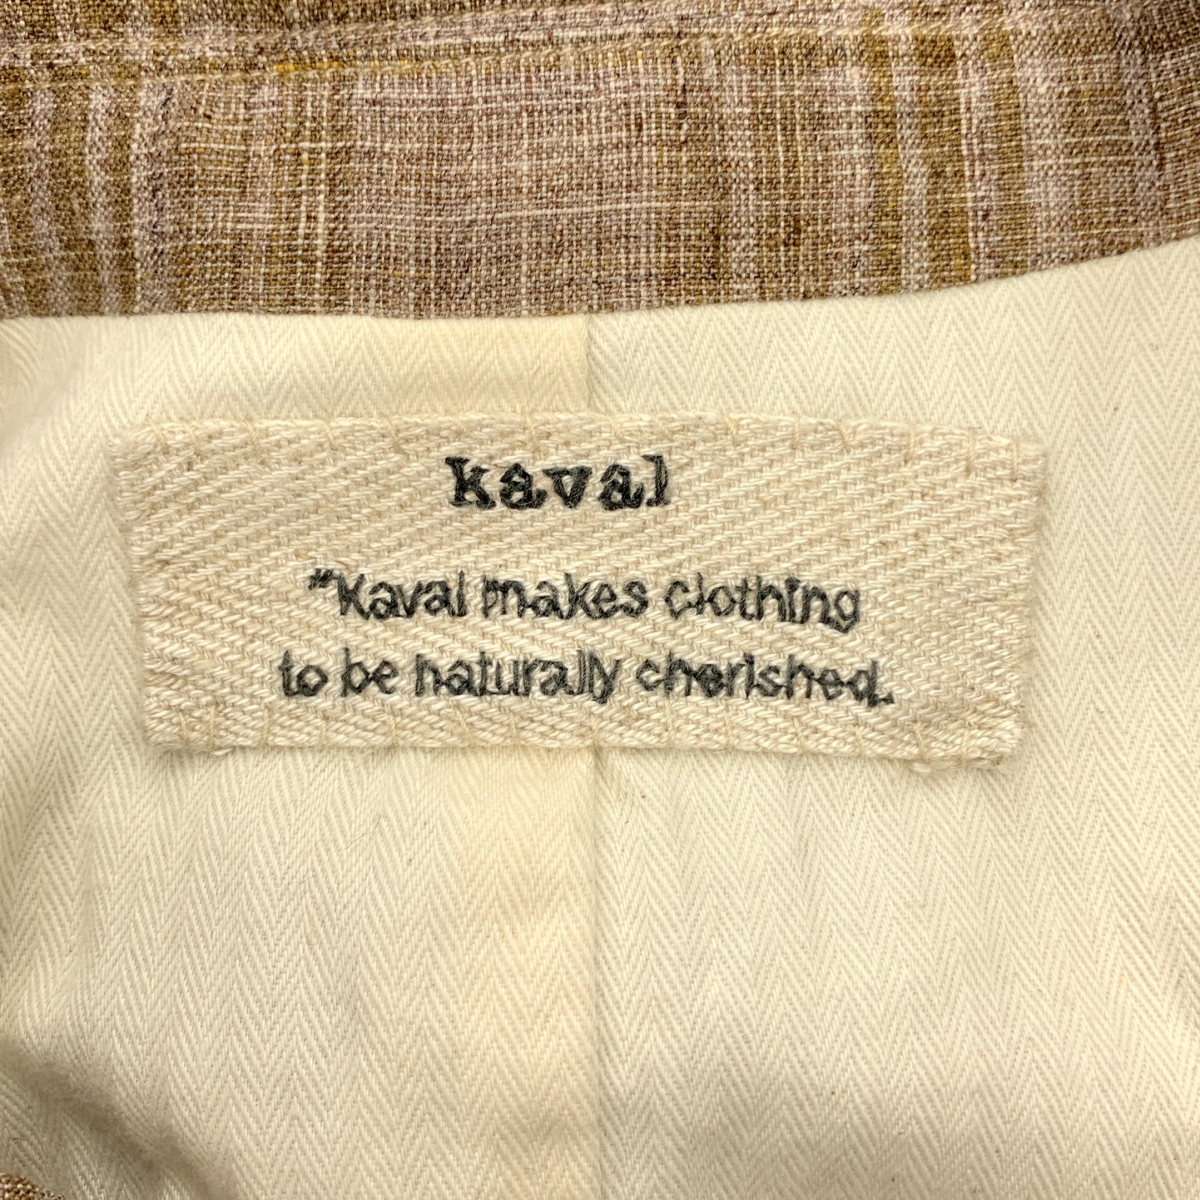 kaval
"Kaval makes clothing
to be naturally cherished.